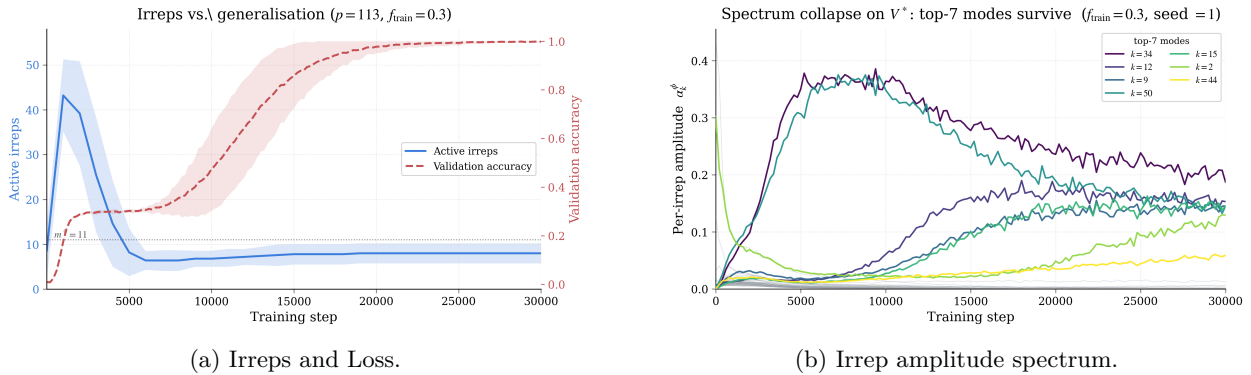 Irreps vs.\ generalisation (p=113, f_train=0.3)
50
40
30
20
10
0
Active irreps
m* =11
Active irreps
Validation accuracy
1.0
0.8
0.6
0.4
0.2
0.0
Validation accuracy
5000 10000 15000 20000 25000 30000
Training step
(a) Irreps and Loss.
Spectrum collapse on V*: top-7 modes survive (f_train=0.3, seed =1)
0.4
0.3
0.2
0.1
0.0
Per-irrep amplitude α_k^ϕ
top-7 modes
k=34 k=15
k=12 k=2
k=9 k=44
k=50
0 5000 10000 15000 20000 25000 30000
Training step
(b) Irrep amplitude spectrum.